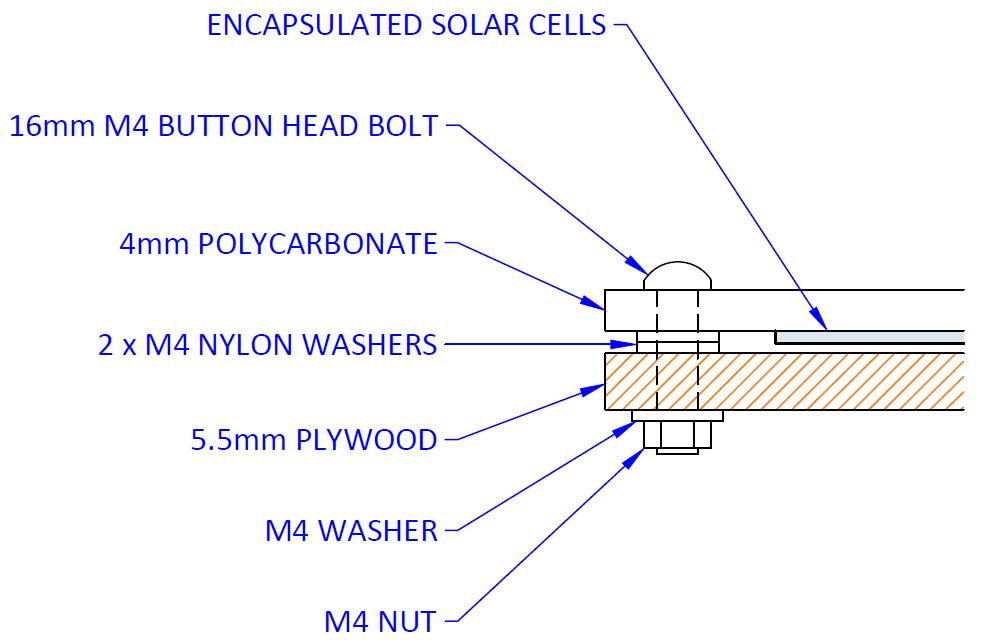 ENCAPSULATED SOLAR CELLS
16mm M4 BUTTON HEAD BOLT
4mm POLYCARBONATE
2 x M4 NYLON WASHERS
5.5mm PLYWOOD
M4 WASHER
M4 NUT